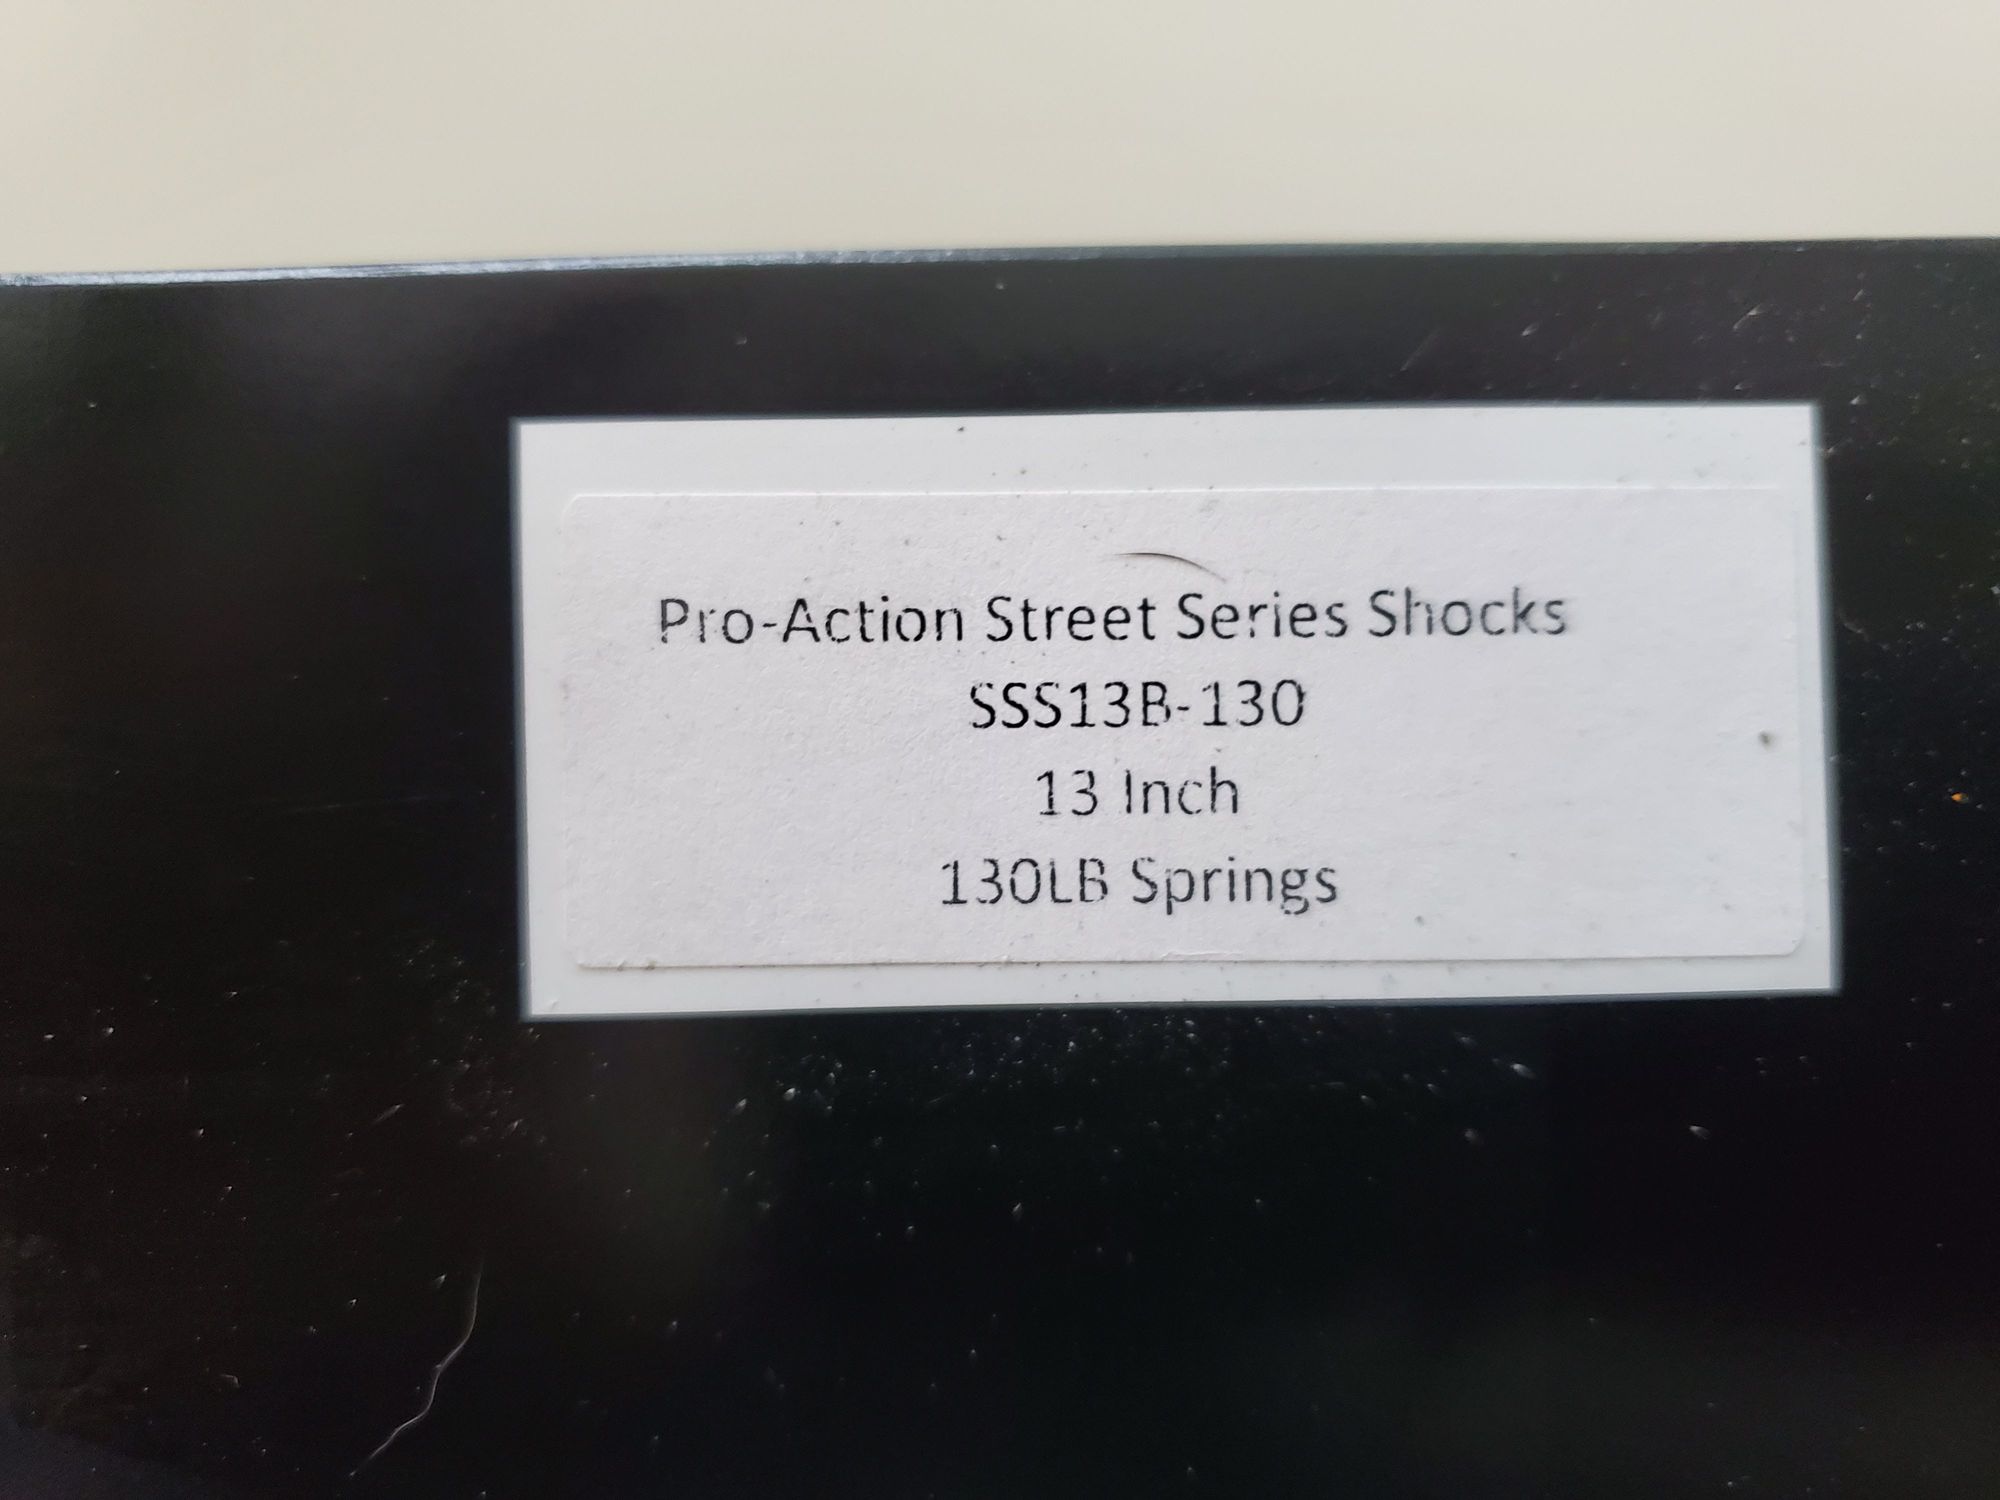 Pro-Action Street Series Shocks
SSS13B-130
13 Inch
130LB Springs